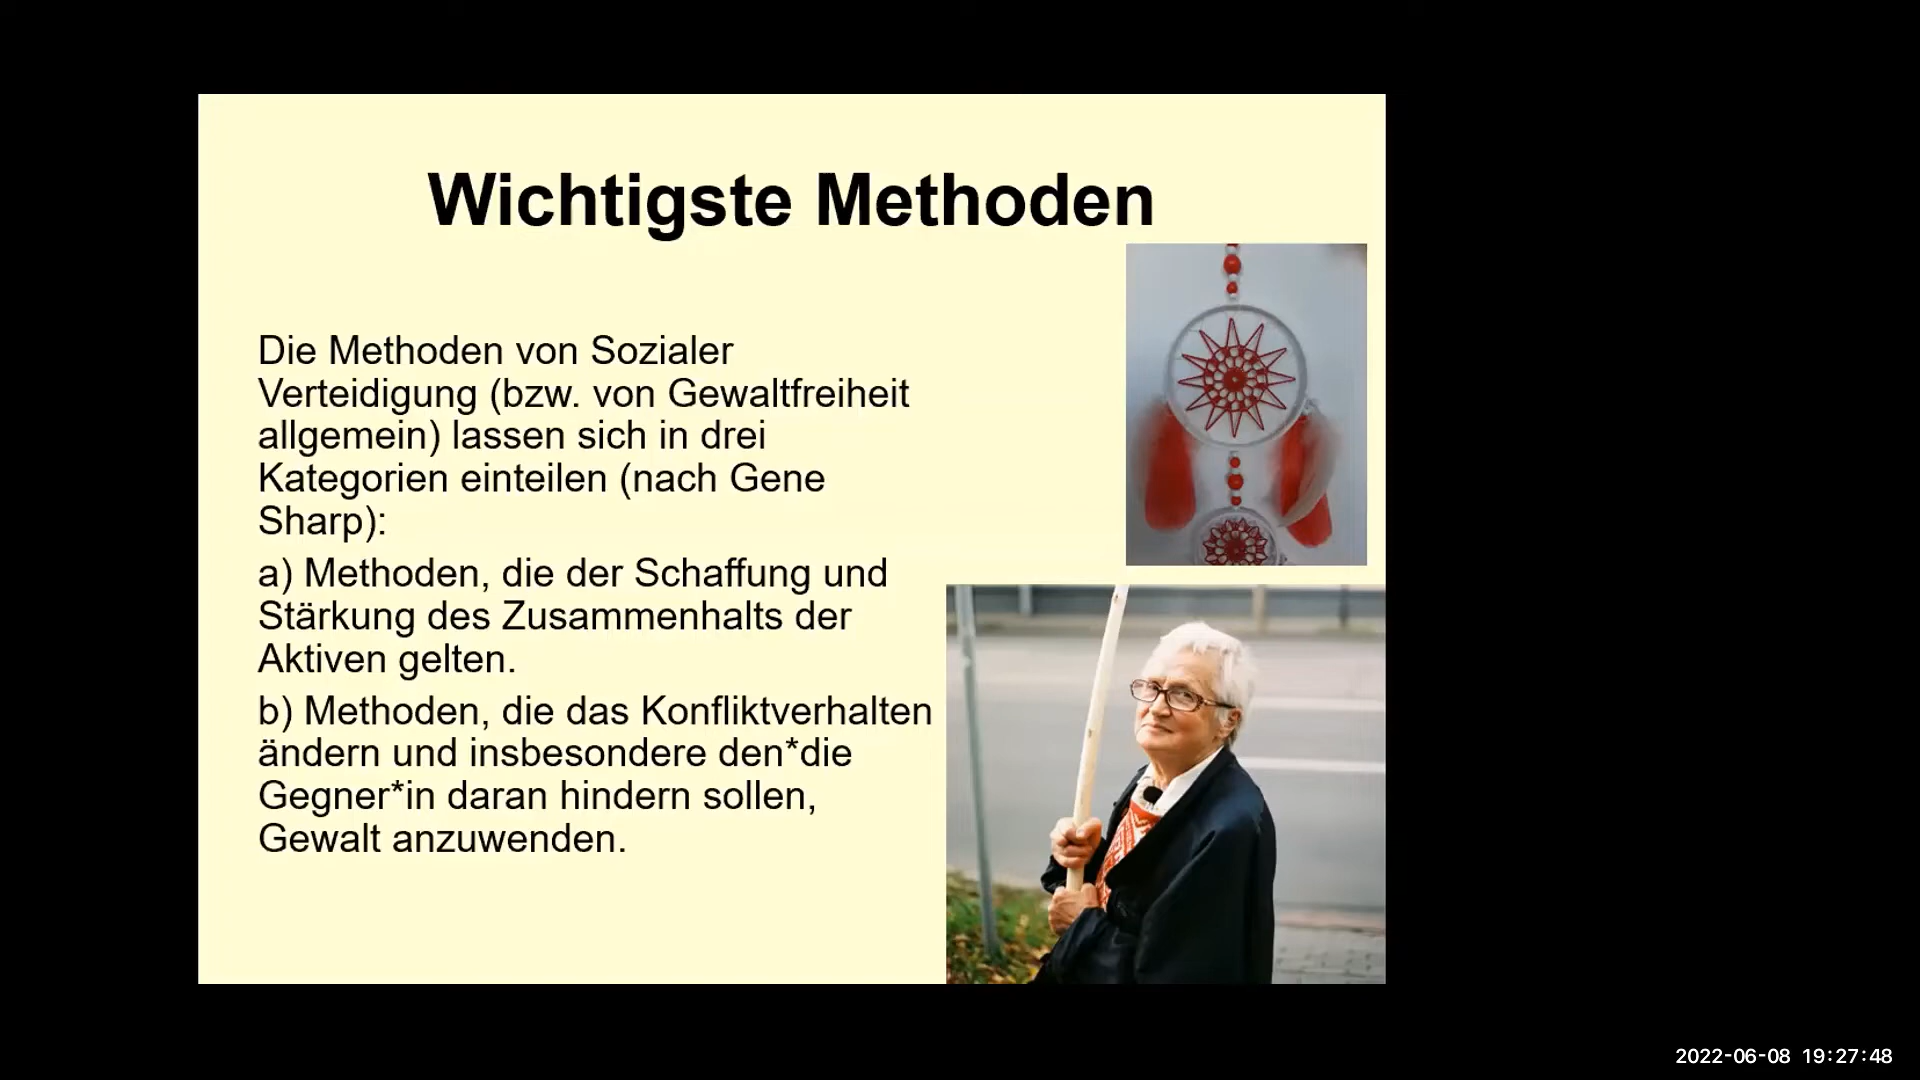 Wichtigste Methoden
Die Methoden von Sozialer
Verteidigung (bzw. von Gewaltfreiheit
allgemein) lassen sich in drei
Kategorien einteilen (nach Gene
Sharp):
a) Methoden, die der Schaffung und
Stärkung des Zusammenhalts der
Aktiven gelten.
b) Methoden, die das Konfliktverhalten
ändern und insbesondere den*die
Gegner*in daran hindern sollen,
Gewalt anzuwenden.
2022-06-08 19:27:48